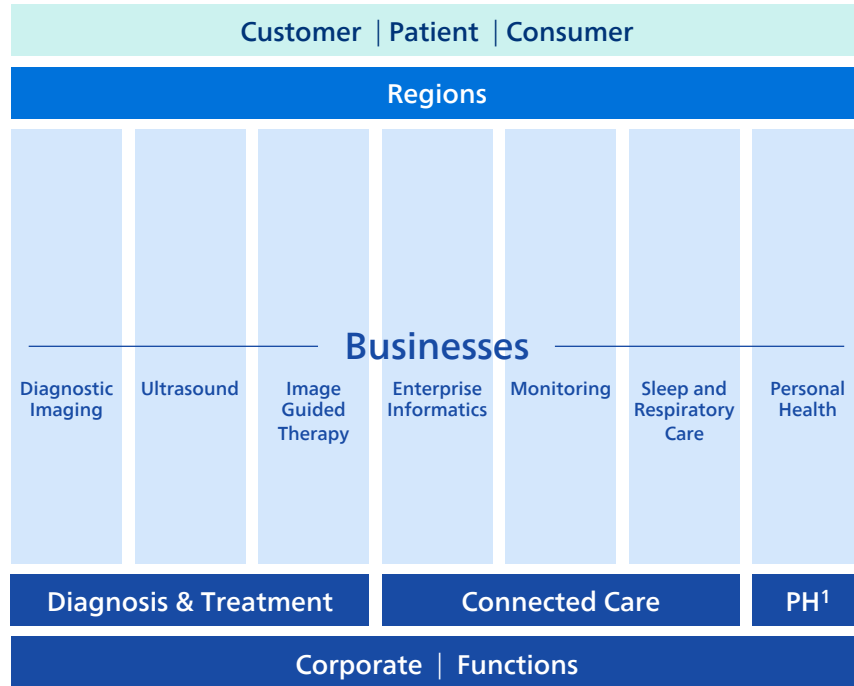 Customer | Patient | Consumer
Regions
Businesses
Diagnostic
Imaging
Ultrasound
Image
Guided
Therapy
Enterprise
Informatics
Monitoring
Sleep and
Respiratory
Care
Personal
Health
Diagnosis & Treatment
Connected Care
PH¹
Corporate | Functions